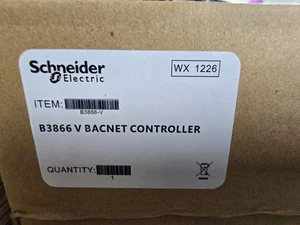 Schneider
Electric
WX 1226
ITEM:
B3866-V
B3866 V BACNET CONTROLLER
QUANTITY:
1